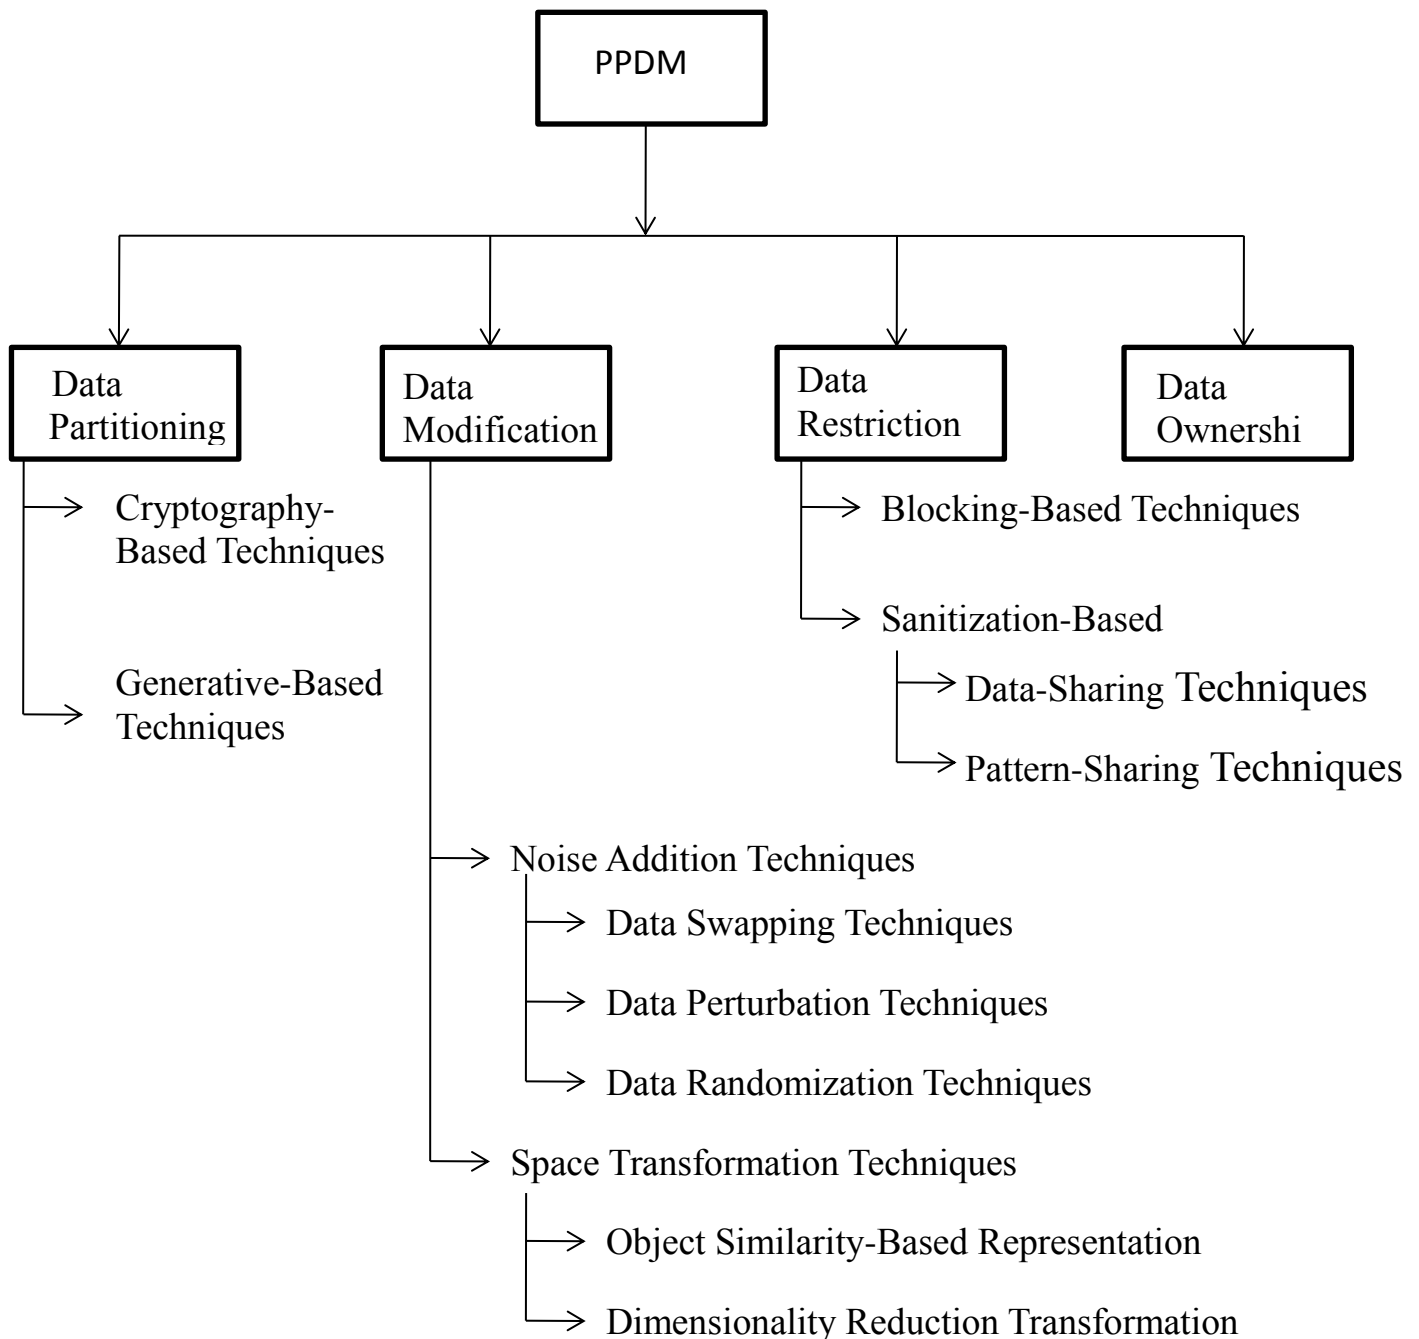 PPDM
Data
Partitioning
Data
Modification
Data
Restriction
Data
Ownershi
Cryptography-
Based Techniques
Generative-Based
Techniques
Blocking-Based Techniques
Sanitization-Based
Data-Sharing Techniques
Pattern-Sharing Techniques
Noise Addition Techniques
Data Swapping Techniques
Data Perturbation Techniques
Data Randomization Techniques
Space Transformation Techniques
Object Similarity-Based Representation
Dimensionality Reduction Transformation